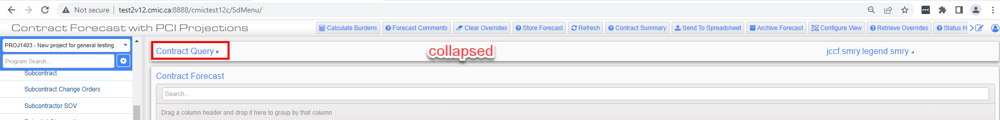 Not secure | test2v12.cmic.ca:8888/cmictest12c/SdMenu/
Contract Forecast with PCI Projections
Calculate Burdens
Forecast Comments
Clear Overrides
Store Forecast
Refresh
Contract Summary
Send To Spreadsheet
Archive Forecast
Configure View
Retrieve Overrides
Status H
PROJ1403 - New project for general testing.
Program Search...
Subcontract
Subcontract Change Orders
Subcontractor SOV
Contract Query
collapsed
jccf.smry.legend.smry
Contract Forecast
Search...
Drag a column header and drop it here to group by that column